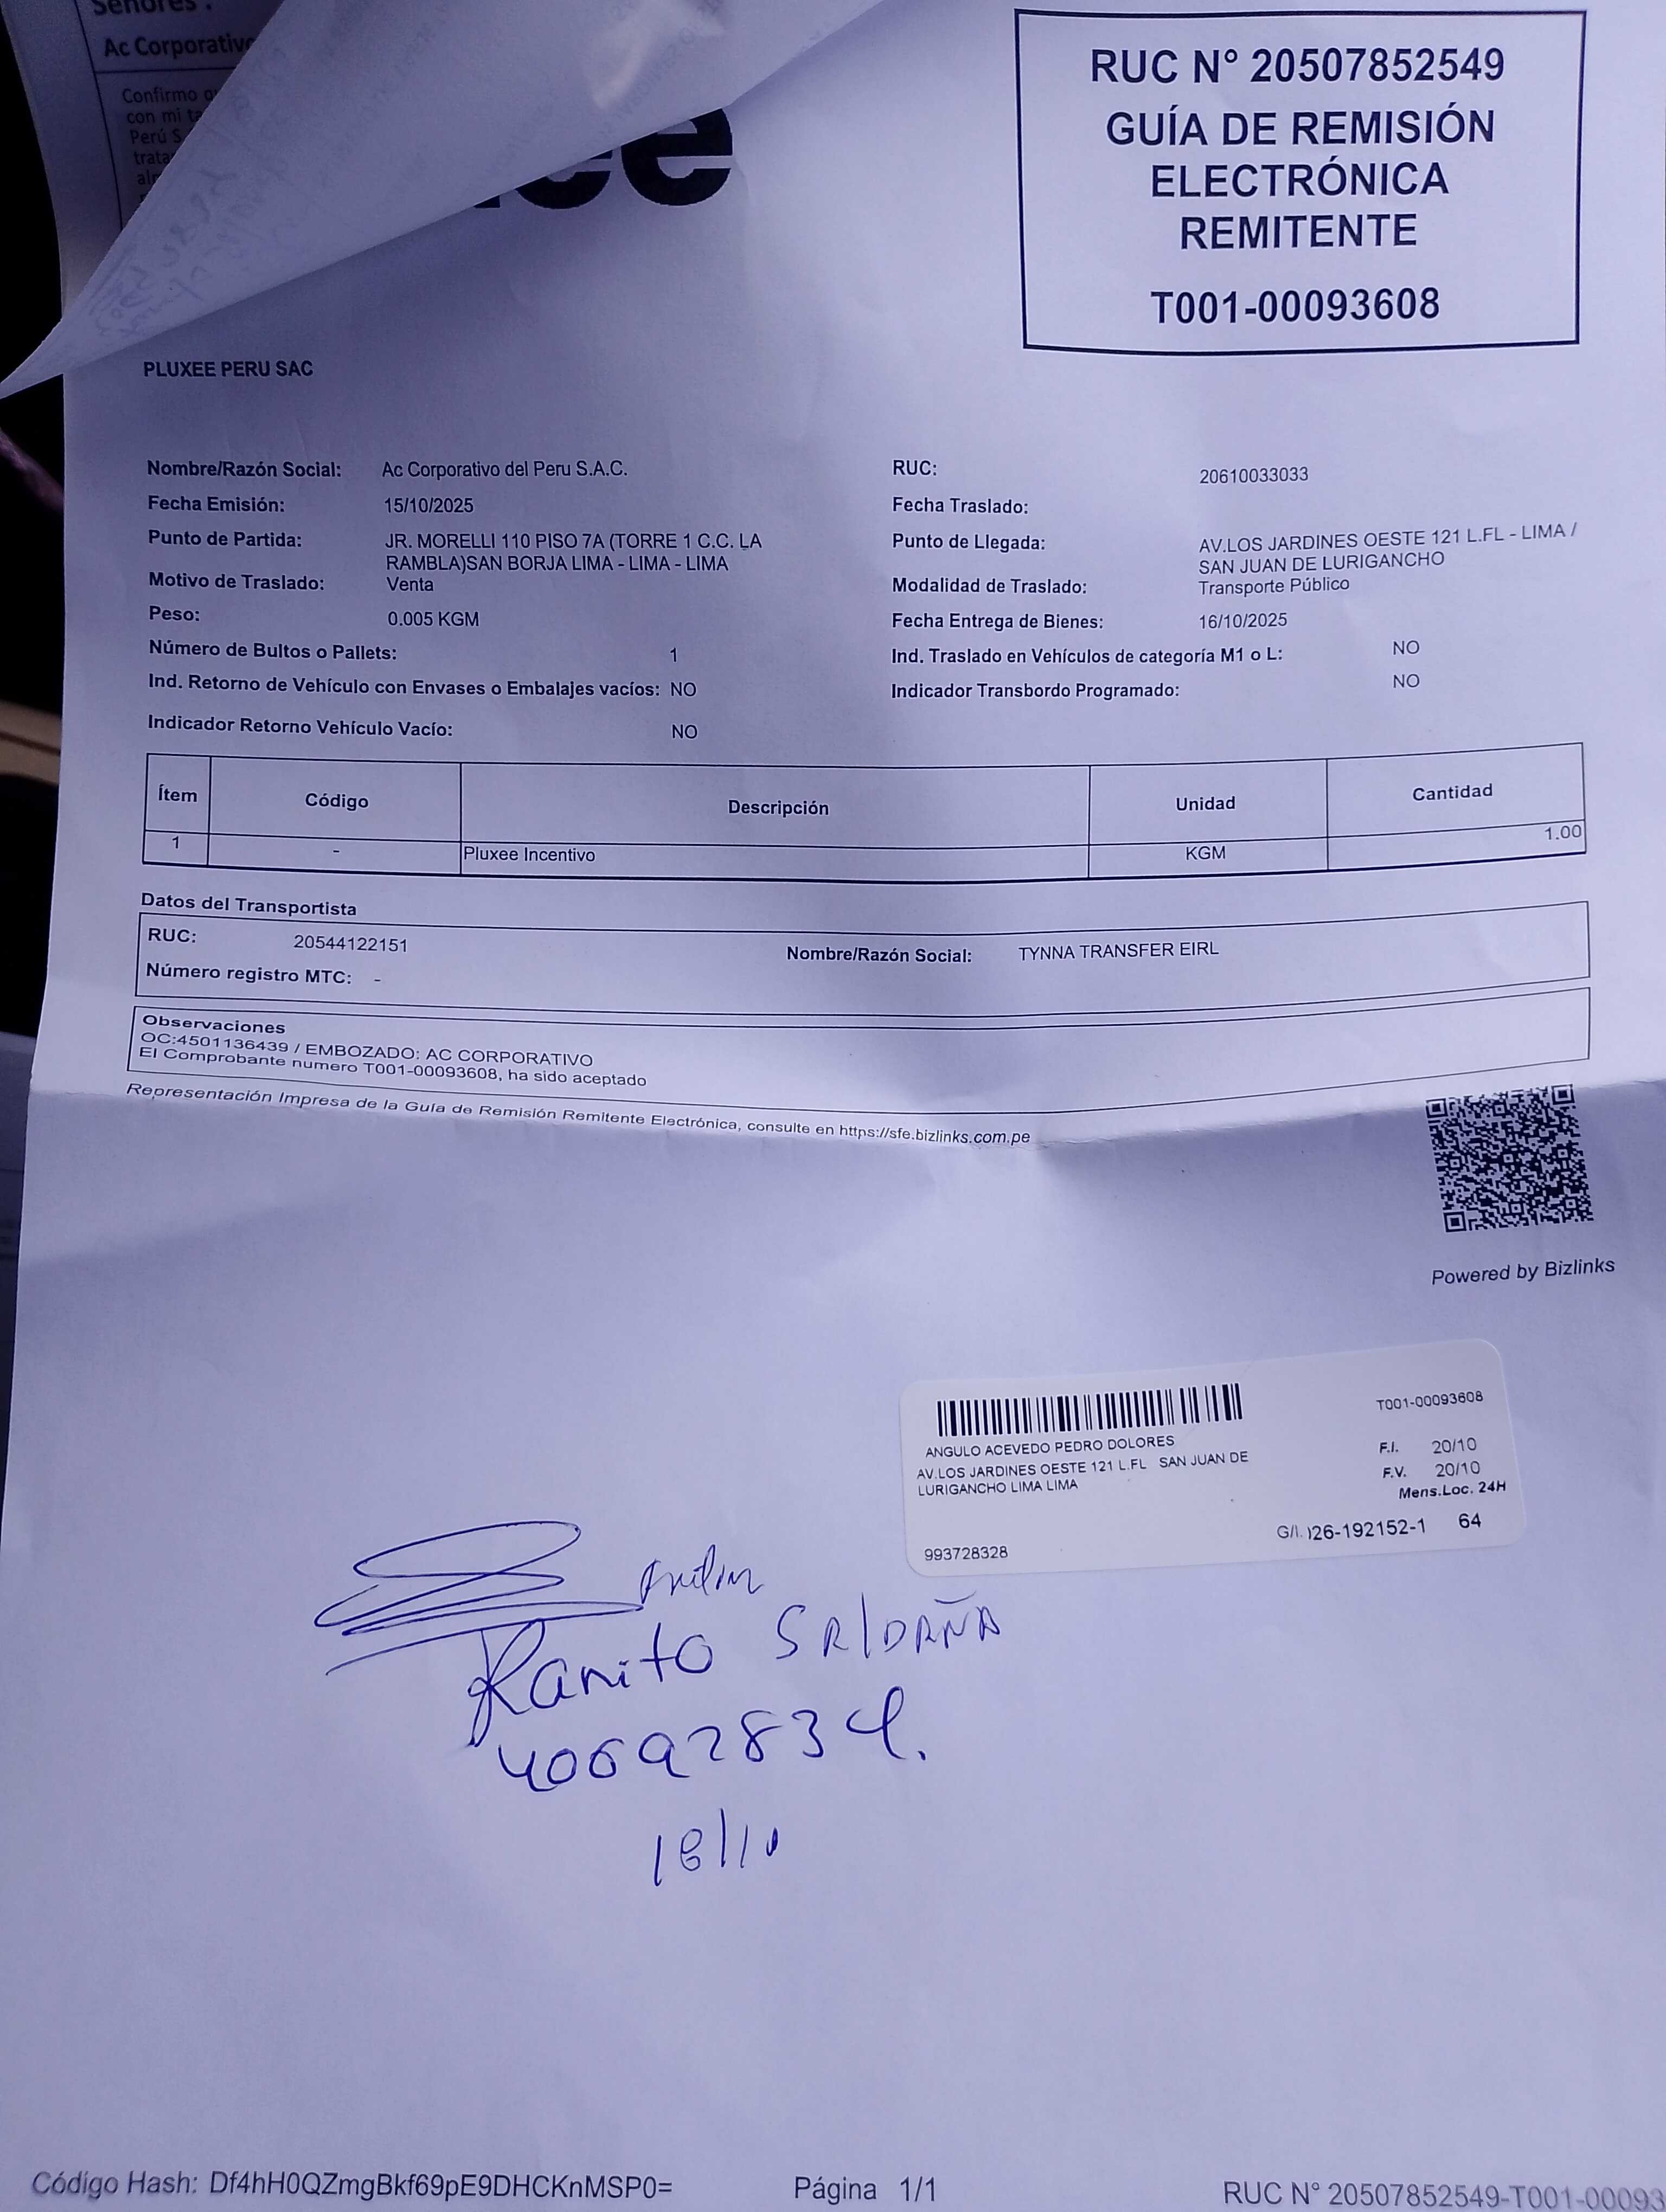 Señores :
Ac Corporativo
Confirmo
con mi
Perú S
trata
ee
RUC N° 20507852549
GUÍA DE REMISIÓN
ELECTRÓNICA
REMITENTE
T001-00093608
PLUXEE PERU SAC
Nombre/Razón Social: Ac Corporativo del Peru S.A.C. RUC: 20610033033
Fecha Emisión: 15/10/2025 Fecha Traslado:
Punto de Partida: JR. MORELLI 110 PISO 7A (TORRE 1 C.C. LA Punto de Llegada: AV.LOS JARDINES OESTE 121 L.FL - LIMA /
RAMBLA)SAN BORJA LIMA - LIMA - LIMA SAN JUAN DE LURIGANCHO
Motivo de Traslado: Venta Modalidad de Traslado: Transporte Público
Peso: 0.005 KGM Fecha Entrega de Bienes: 16/10/2025
Número de Bultos o Pallets: 1 Ind. Traslado en Vehículos de categoría M1 o L: NO
Ind. Retorno de Vehículo con Envases o Embalajes vacíos: NO Indicador Transbordo Programado: NO
Indicador Retorno Vehículo Vacío: NO
Ítem Código Descripción Unidad Cantidad
1 - Pluxee Incentivo KGM 1.00
Datos del Transportista
RUC: 20544122151 Nombre/Razón Social: TYNNA TRANSFER EIRL
Número registro MTC: -
Observaciones
OC:4501136439 / EMBOZADO: AC CORPORATIVO
El Comprobante numero T001-00093608, ha sido aceptado
Representación Impresa de la Guía de Remisión Remitente Electrónica, consulte en https://sfe.bizlinks.com.pe
Powered by Bizlinks
T001-00093608
ANGULO ACEVEDO PEDRO DOLORES
AV.LOS JARDINES OESTE 121 L.FL SAN JUAN DE
LURIGANCHO LIMA LIMA
F.I. 20/10
F.V. 20/10
Mens.Loc. 24H
G/I. 026-192152-1 64
993728328
Ranito SALDAÑA
40692834.
Código Hash: Df4hH0QZmgBkf69pE9DHCKnMSP0= Página 1/1 RUC N° 20507852549-T001-00093